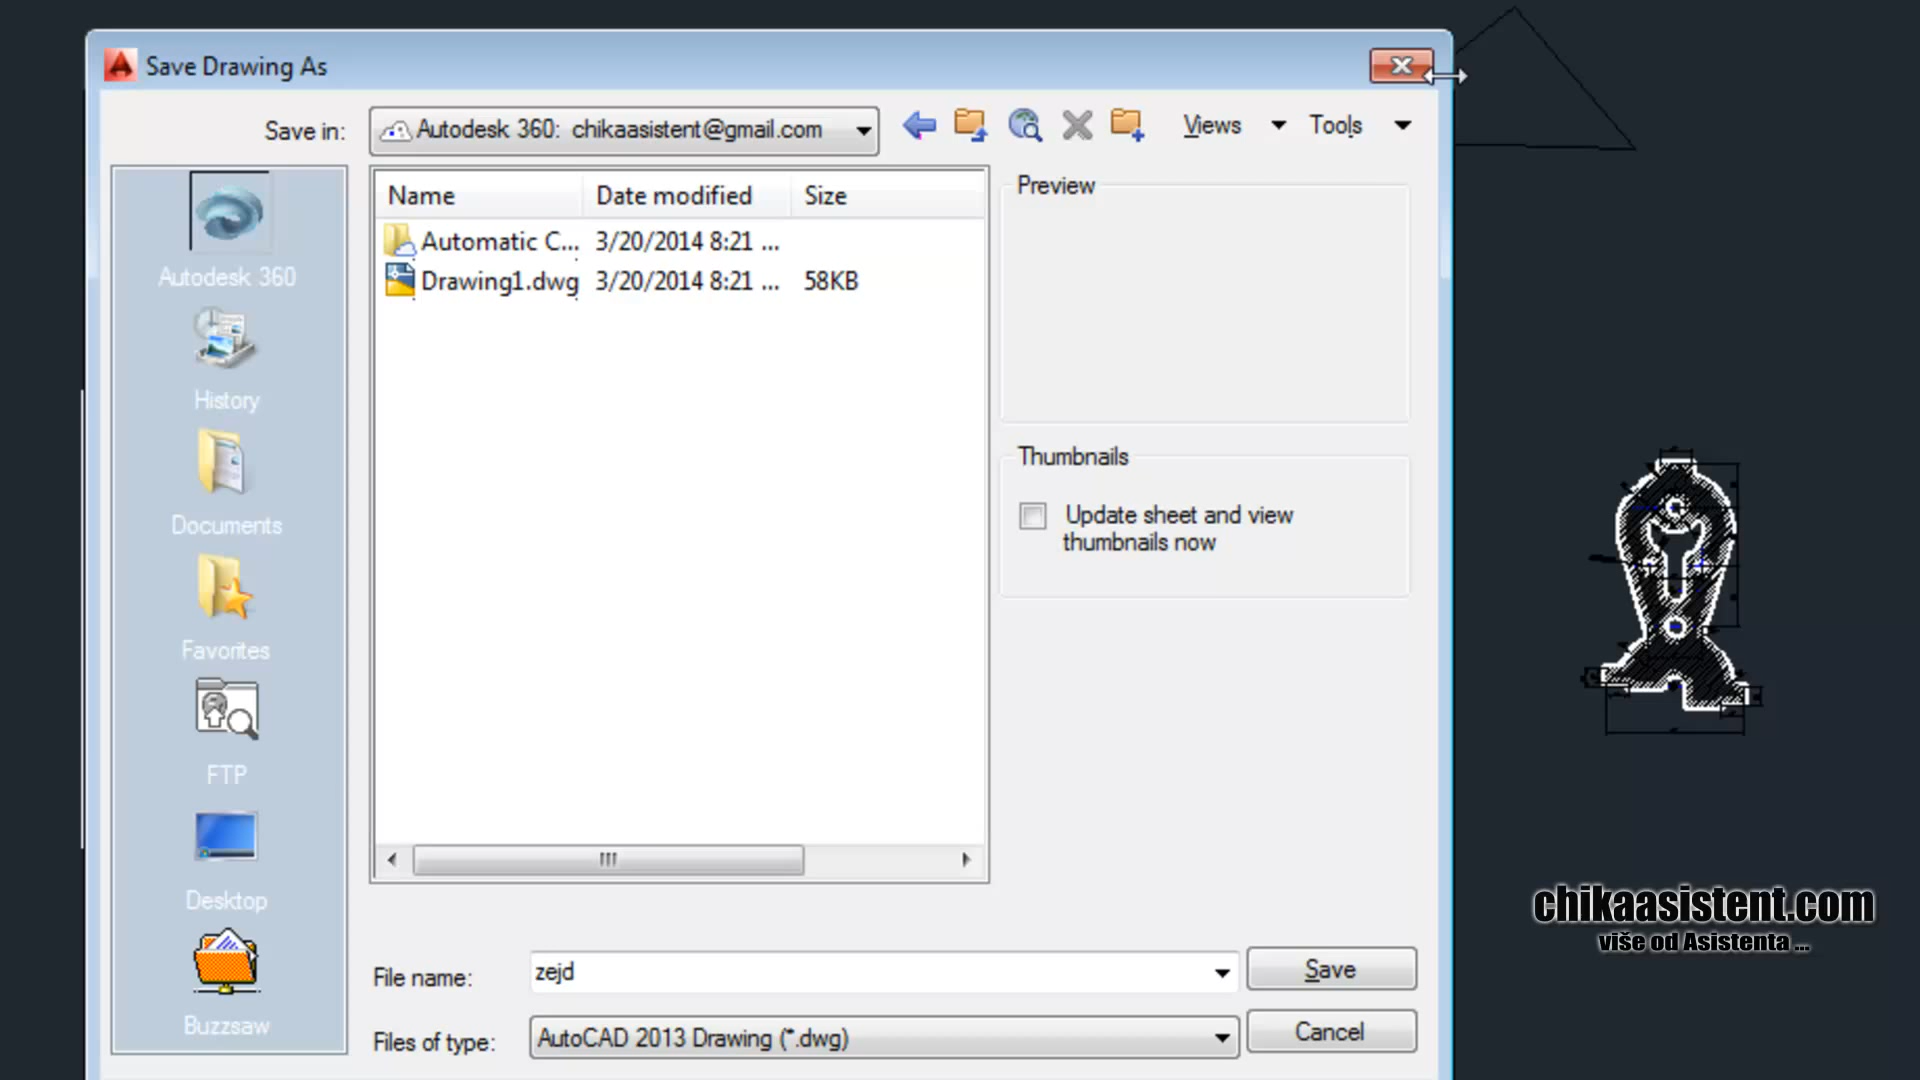 Save Drawing As
Save in:
Autodesk 360: chikaasistent@gmail.com
Views
Tools
Name
Date modified
Size
Automatic C...
3/20/2014 8:21 ...
Drawing1.dwg
3/20/2014 8:21 ...
58KB
Preview
Thumbnails
Update sheet and view
thumbnails now
Autodesk 360
History
Documents
Favorites
FTP
Desktop
Buzzsaw
File name:
zejd
Save
Files of type:
AutoCAD 2013 Drawing (*.dwg)
Cancel
chikaasistent.com
više od Asistenta ...